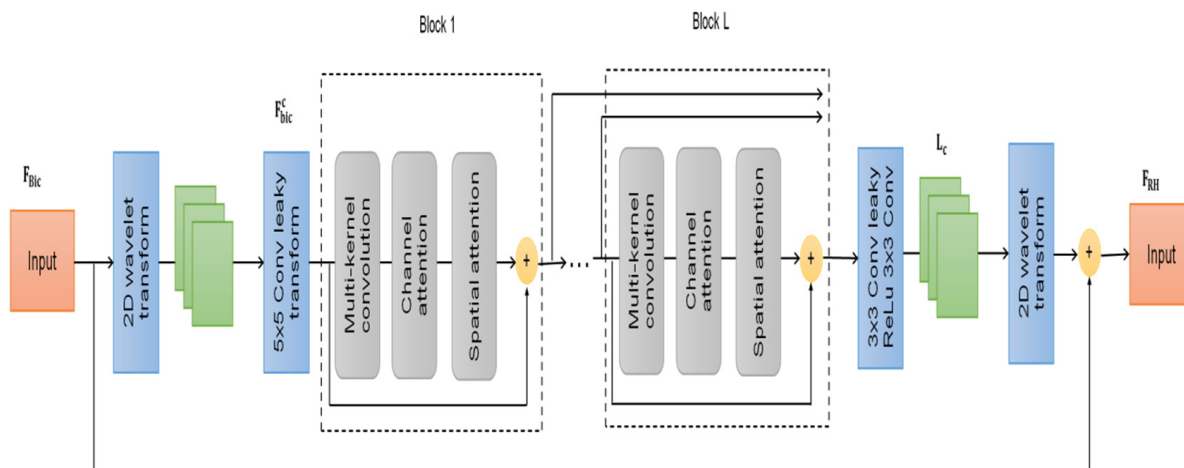 Block 1
Block L
F_Bic
Input
2D wavelet
transform
F^c_bic
5x5 Conv leaky
transform
Multi-kernel
convolution
Channel
attention
Spatial attention
+
...
Multi-kernel
convolution
Channel
attention
Spatial attention
+
3x3 Conv leaky
ReLu 3x3 Conv
L_c
2D wavelet
transform
+
F_RH
Input